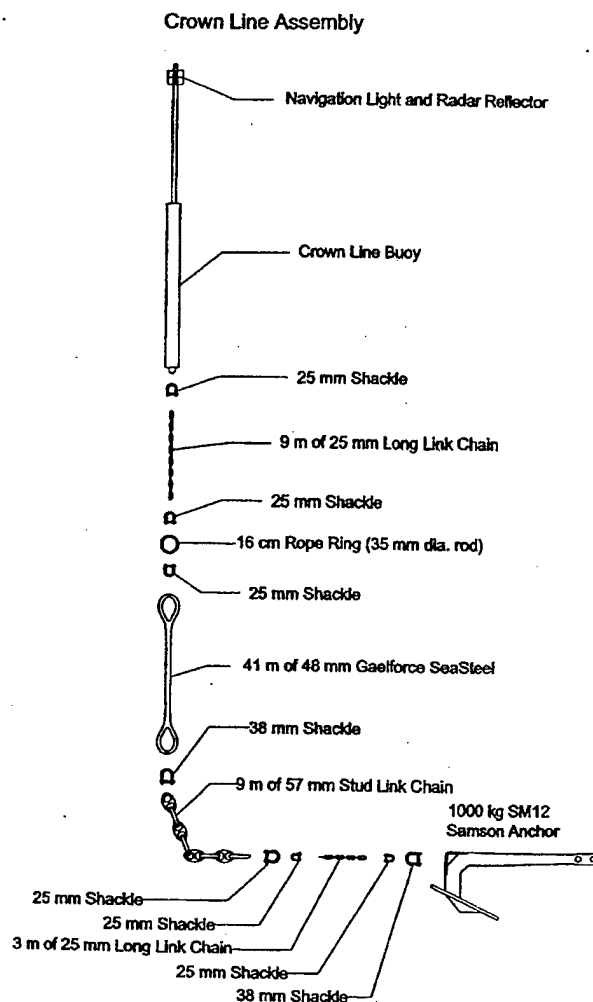 Crown Line Assembly
Navigation Light and Radar Reflector
Crown Line Buoy
25 mm Shackle
9 m of 25 mm Long Link Chain
25 mm Shackle
16 cm Rope Ring (35 mm dia. rod)
25 mm Shackle
41 m of 48 mm Gaelforce SeaSteel
38 mm Shackle
9 m of 57 mm Stud Link Chain
1000 kg SM12
Samson Anchor
25 mm Shackle
25 mm Shackle
3 m of 25 mm Long Link Chain
25 mm Shackle
38 mm Shackle